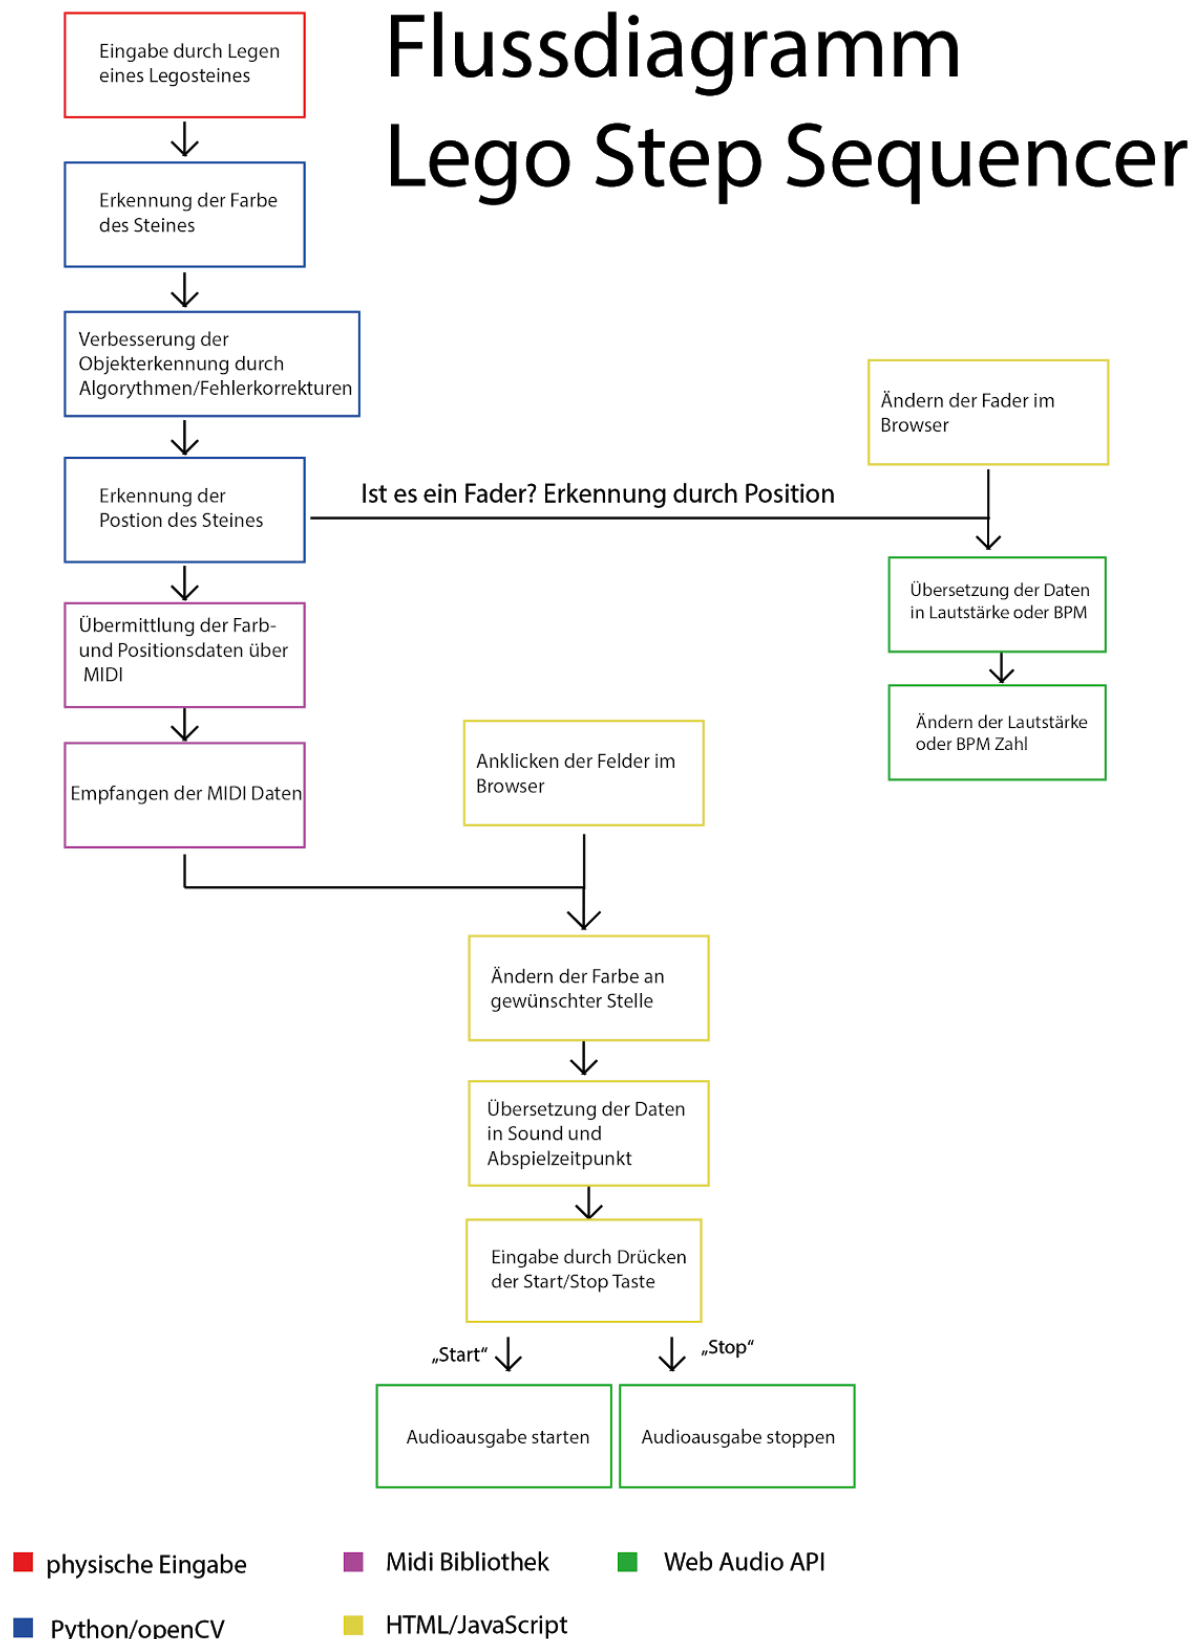 Flussdiagramm
Lego Step Sequencer
Eingabe durch Legen
eines Legosteines
Erkennung der Farbe
des Steines
Verbesserung der
Objekterkennung durch
Algorythmen/Fehlerkorrekturen
Erkennung der
Postion des Steines
Ist es ein Fader? Erkennung durch Position
Ändern der Fader im
Browser
Übersetzung der Daten
in Lautstärke oder BPM
Ändern der Lautstärke
oder BPM Zahl
Übermittlung der Farb-
und Positionsdaten über
MIDI
Empfangen der MIDI Daten
Anklicken der Felder im
Browser
Ändern der Farbe an
gewünschter Stelle
Übersetzung der Daten
in Sound und
Abspielzeitpunkt
Eingabe durch Drücken
der Start/Stop Taste
„Start“
„Stop“
Audioausgabe starten
Audioausgabe stoppen
physische Eingabe
Midi Bibliothek
Web Audio API
Python/openCV
HTML/JavaScript